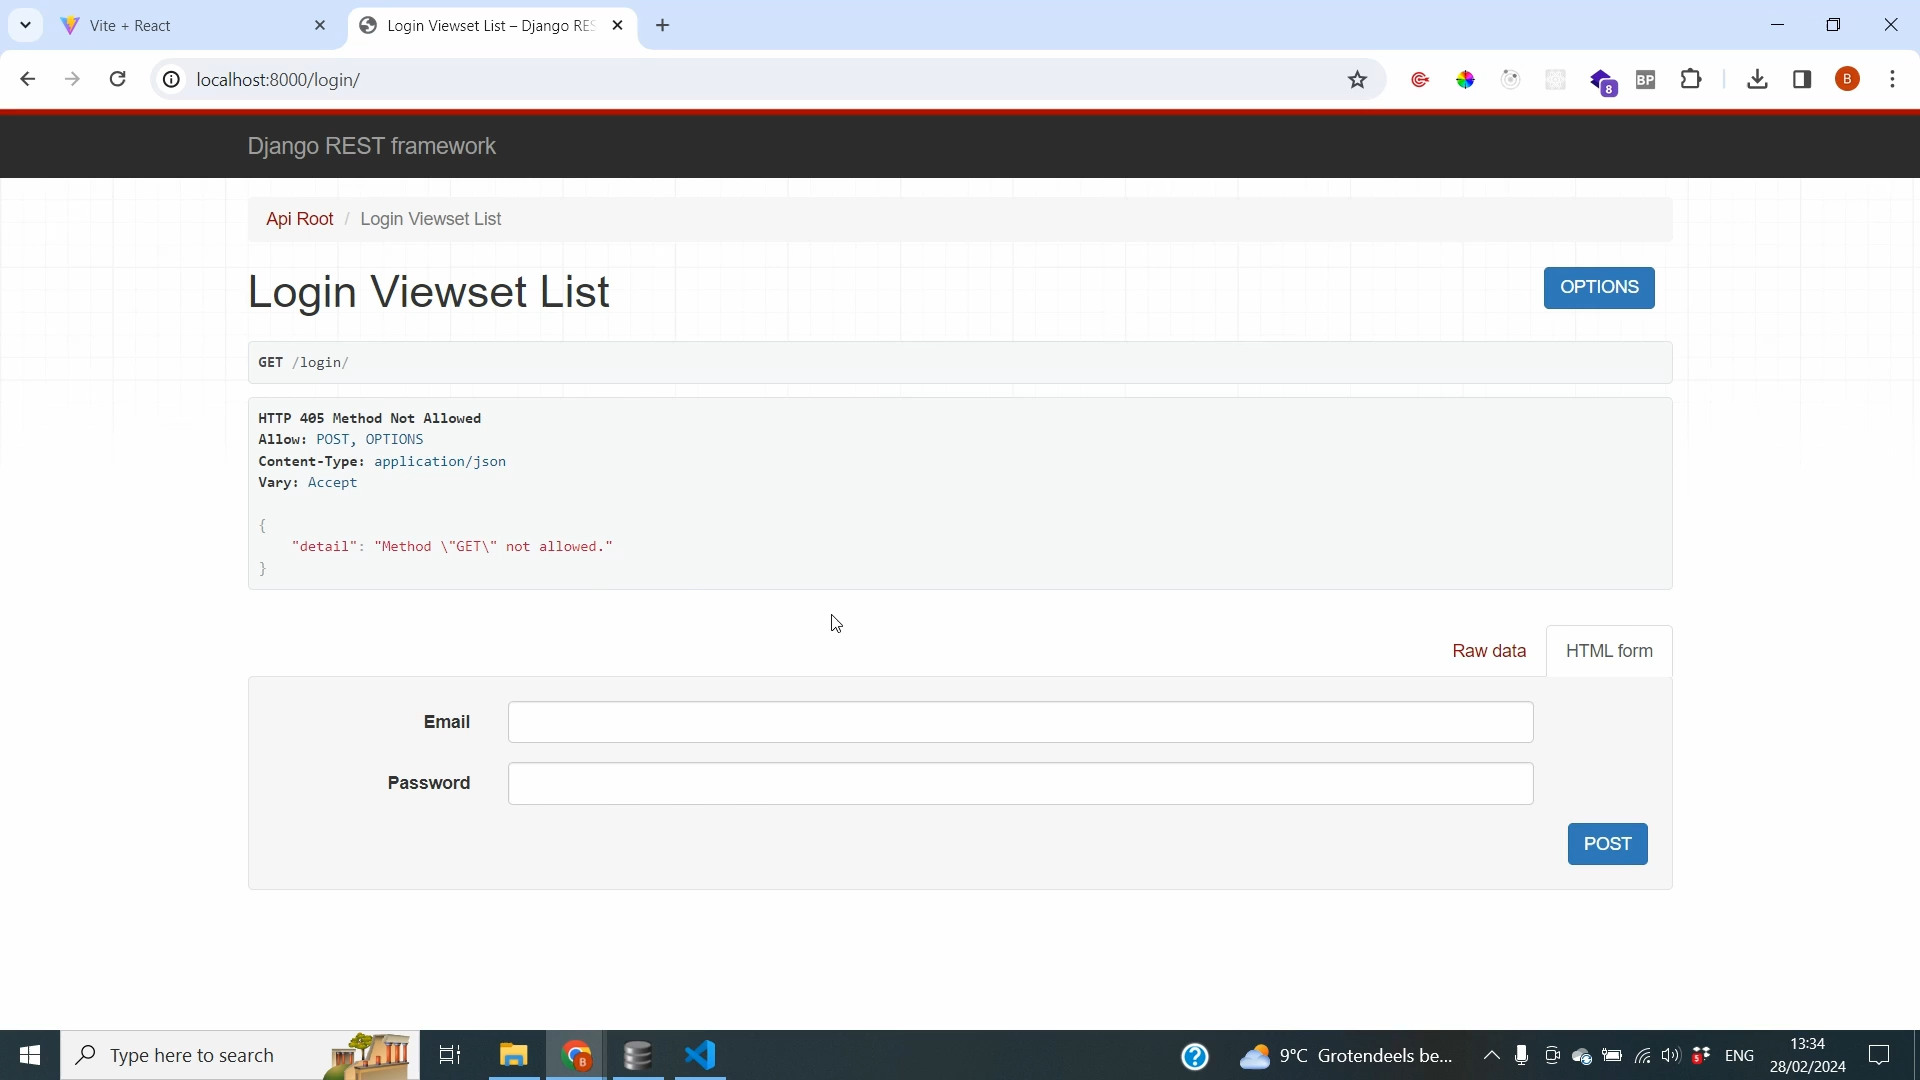 Vite + React
Login Viewset List – Django RES
localhost:8000/login/
8
BP
B
Django REST framework
Api Root / Login Viewset List
Login Viewset List
OPTIONS
GET /login/
HTTP 405 Method Not Allowed
Allow: POST, OPTIONS
Content-Type: application/json
Vary: Accept
{
"detail": "Method \"GET\" not allowed."
}
Raw data
HTML form
Email
Password
POST
Type here to search
B
9°C Grotendeels be...
5
ENG
13:34
28/02/2024